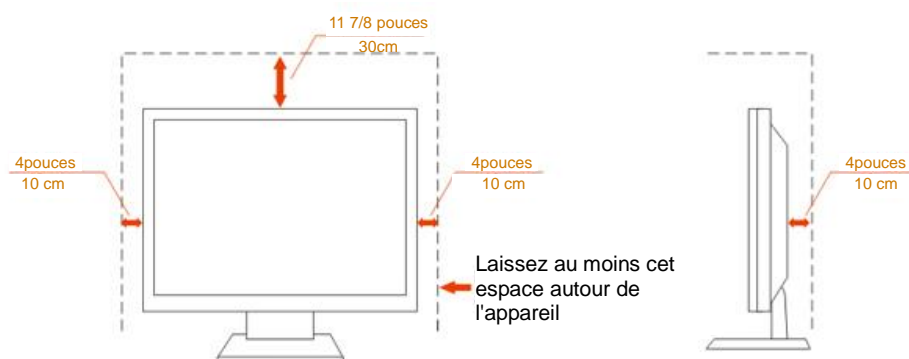 11 7/8 pouces
30cm
4pouces
10 cm
4pouces
10 cm
4pouces
10 cm
Laissez au moins cet
espace autour de
l'appareil